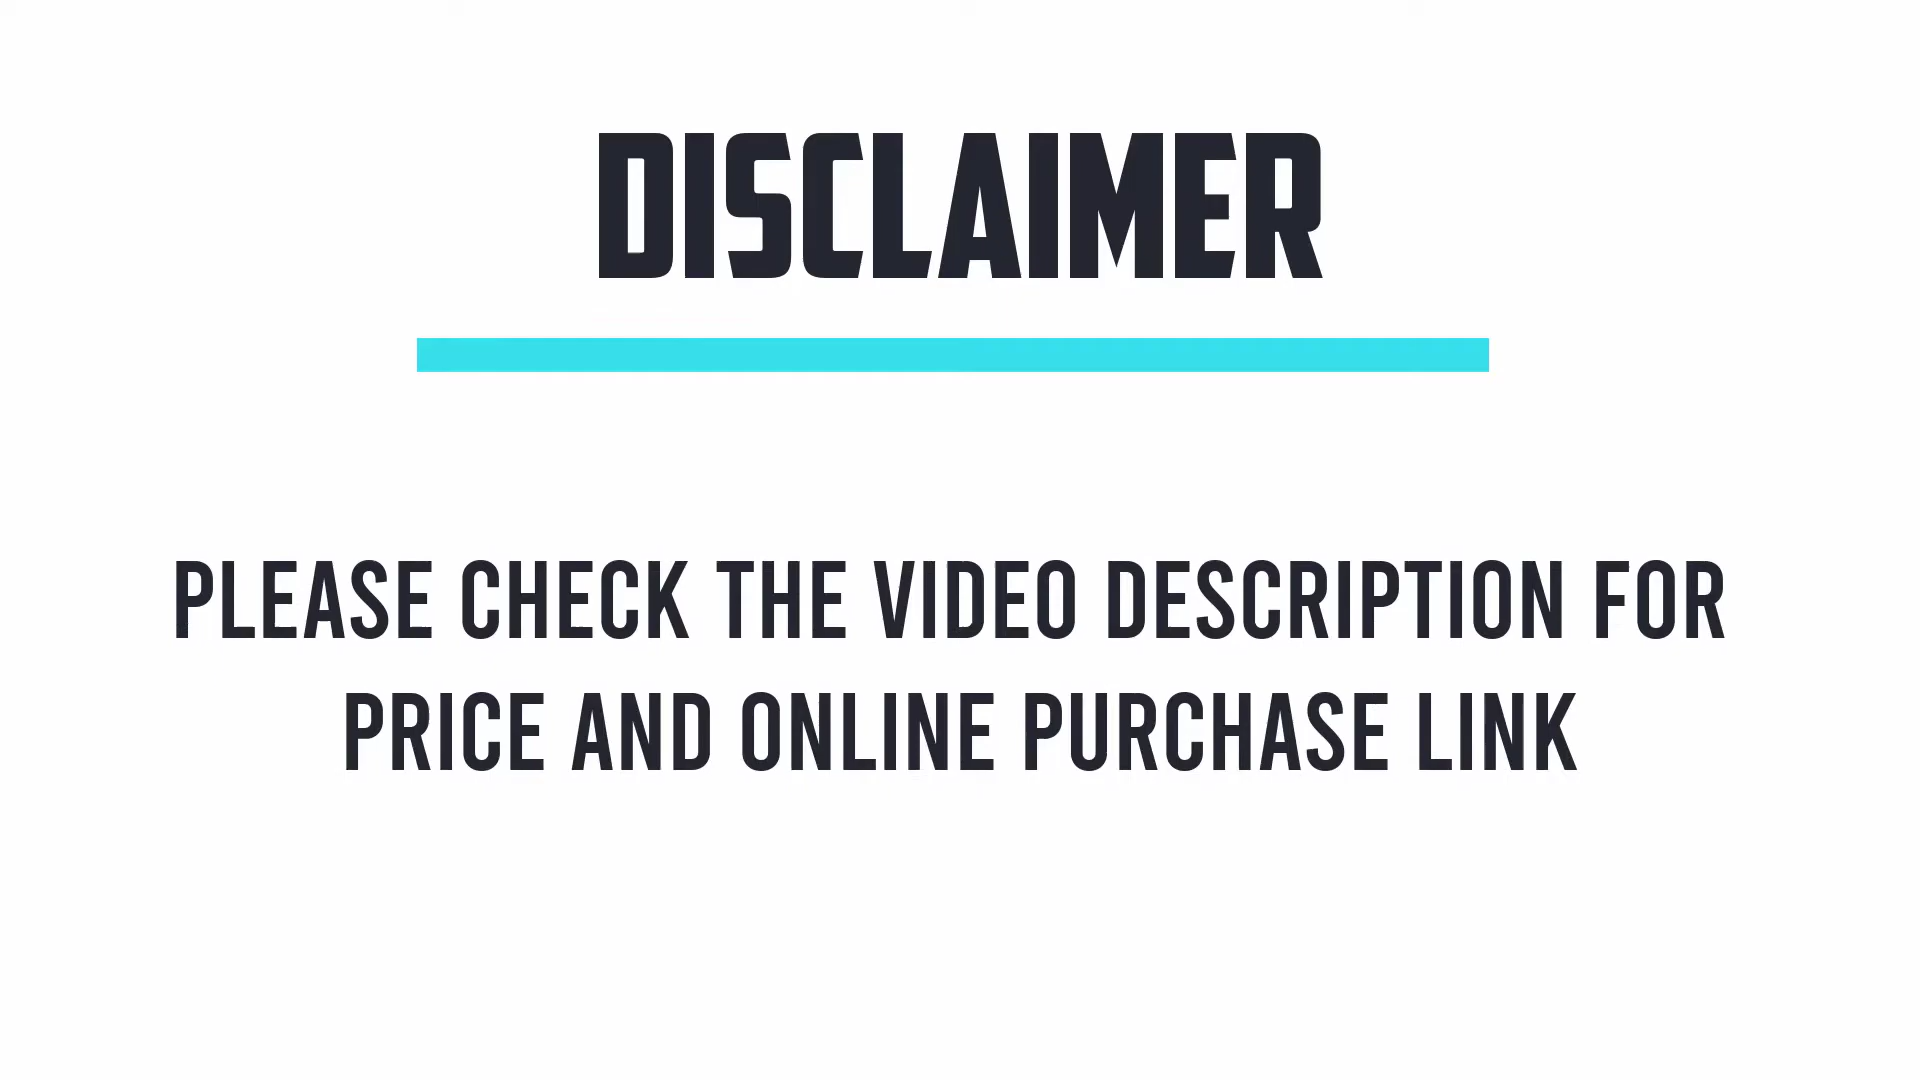 DISCLAIMER
PLEASE CHECK THE VIDEO DESCRIPTION FOR
PRICE AND ONLINE PURCHASE LINK